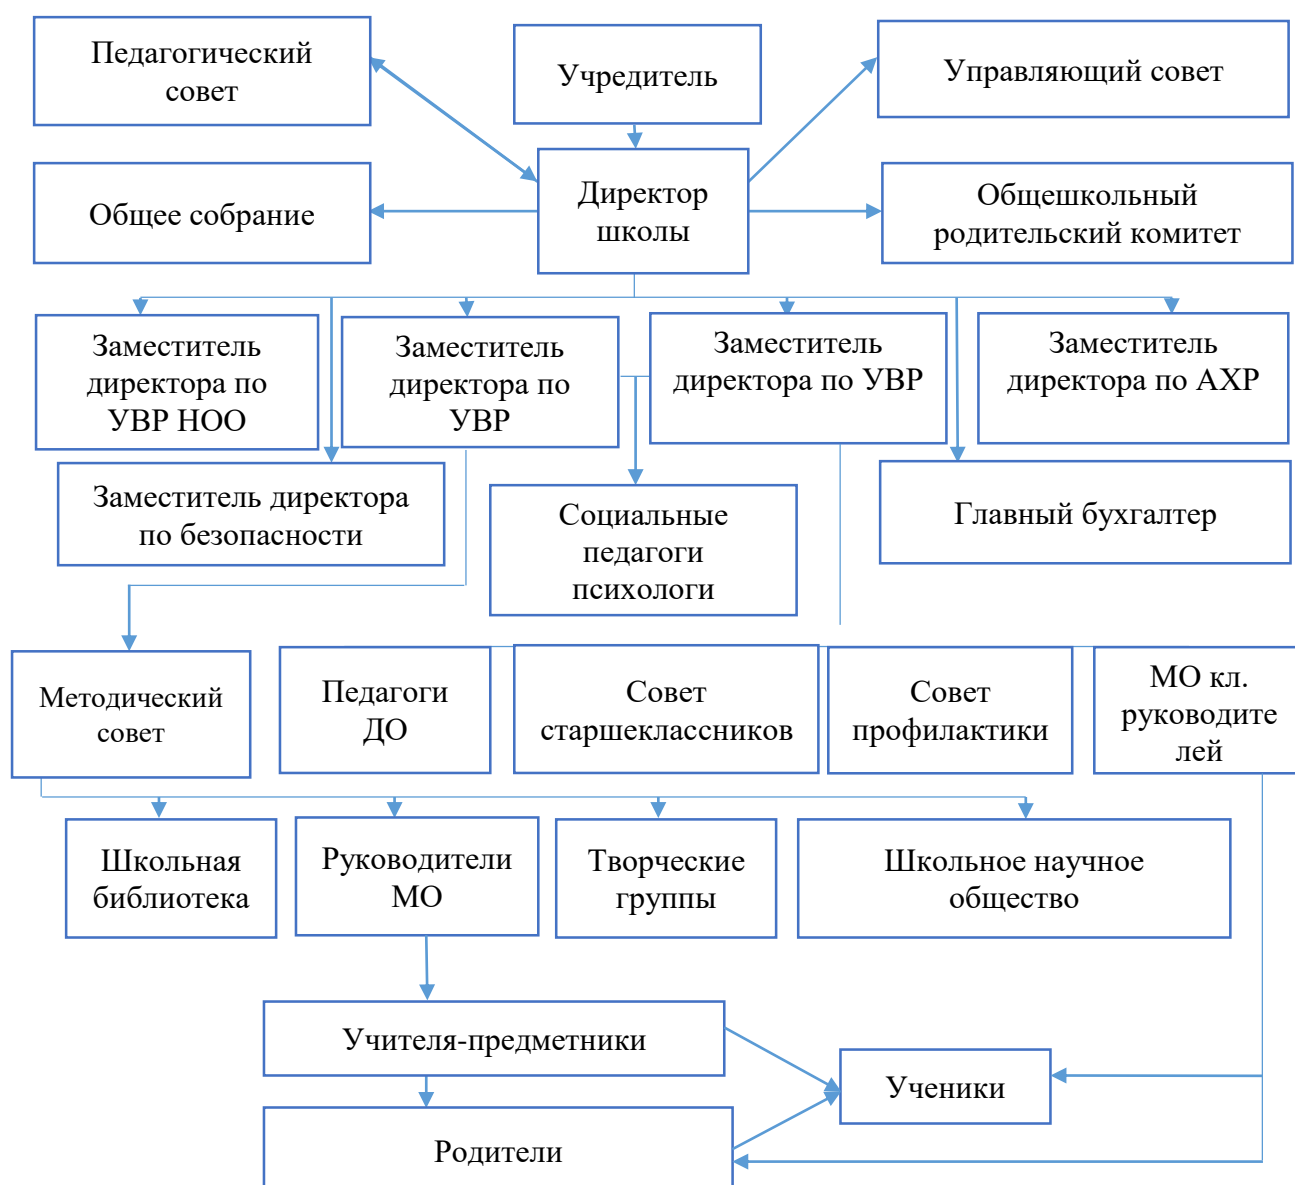 Педагогический
совет
Учредитель
Управляющий совет
Общее собрание
Директор
школы
Общешкольный
родительский комитет
Заместитель
директора по
УВР НОО
Заместитель
директора по
УВР
Заместитель
директора по УВР
Заместитель
директора по АХР
Заместитель директора
по безопасности
Социальные
педагоги
психологи
Главный бухгалтер
Методический
совет
Педагоги
ДО
Совет
старшеклассников
Совет
профилактики
МО кл.
руководите
лей
Школьная
библиотека
Руководители
МО
Творческие
группы
Школьное научное
общество
Учителя-предметники
Ученики
Родители